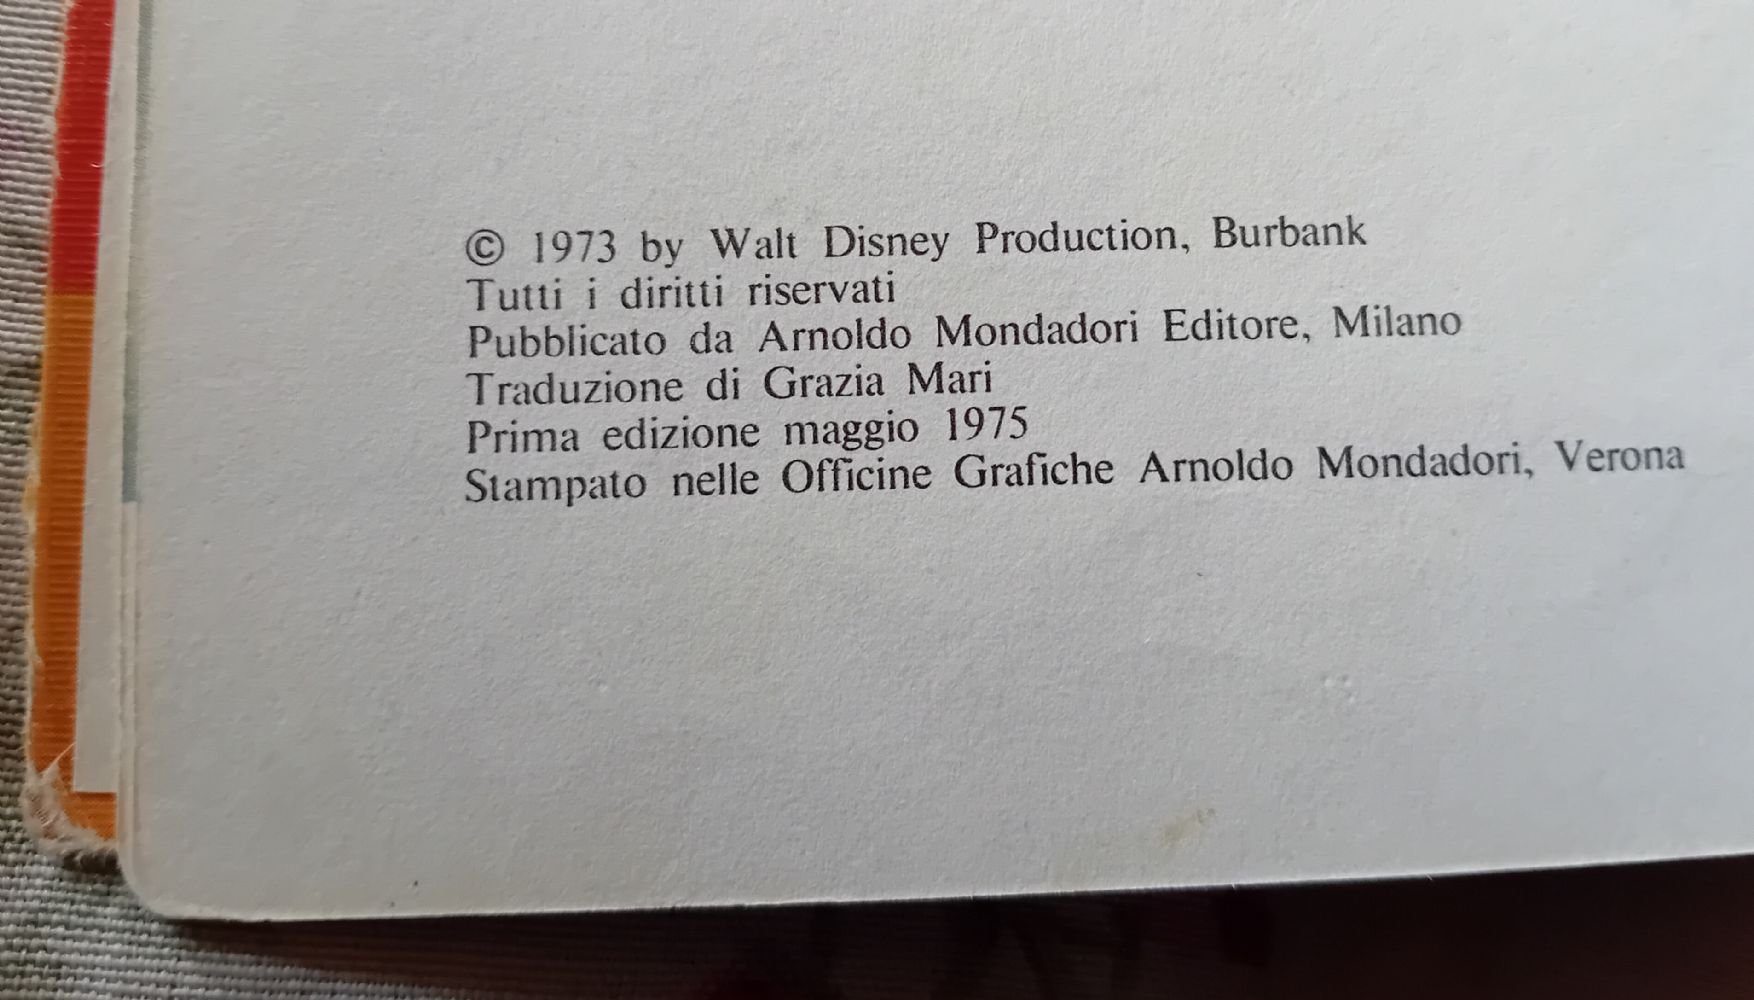 © 1973 by Walt Disney Production, Burbank
Tutti i diritti riservati
Pubblicato da Arnoldo Mondadori Editore, Milano
Traduzione di Grazia Mari
Prima edizione maggio 1975
Stampato nelle Officine Grafiche Arnoldo Mondadori, Verona